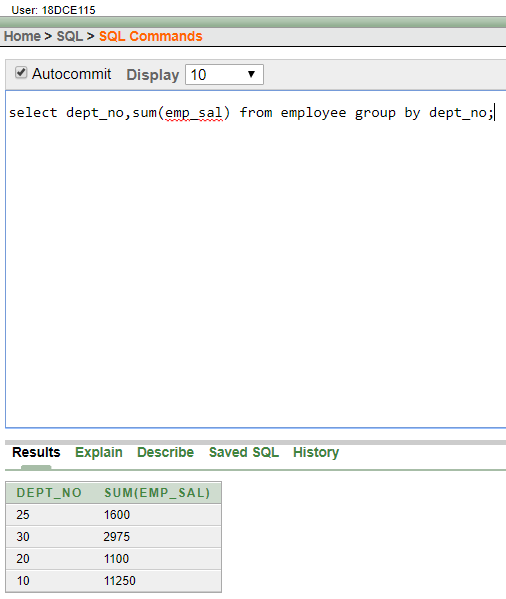 User: 18DCE115
Home > SQL > SQL Commands
Autocommit Display 10
select dept_no,sum(emp_sal) from employee group by dept_no;
Results Explain Describe Saved SQL History
DEPT_NO SUM(EMP_SAL)
25 1600
30 2975
20 1100
10 11250